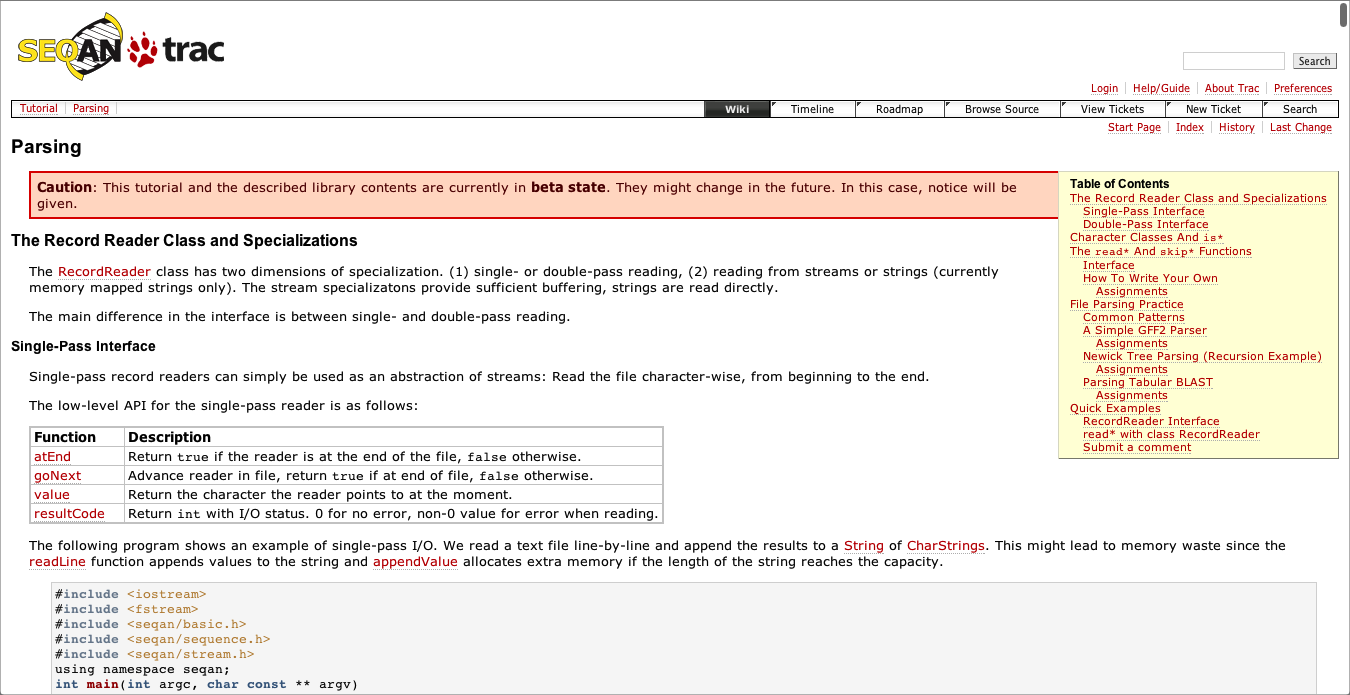 SEQAN trac
Search
Login Help/Guide About Trac Preferences
Tutorial Parsing Wiki Timeline Roadmap Browse Source View Tickets New Ticket Search
Start Page Index History Last Change
Parsing
Caution: This tutorial and the described library contents are currently in beta state. They might change in the future. In this case, notice will be
given.
Table of Contents
The Record Reader Class and Specializations
Single-Pass Interface
Double-Pass Interface
Character Classes And is*
The read* And skip* Functions
Interface
How To Write Your Own
Assignments
File Parsing Practice
Common Patterns
A Simple GFF2 Parser
Assignments
Newick Tree Parsing (Recursion Example)
Assignments
Parsing Tabular BLAST
Assignments
Quick Examples
RecordReader Interface
read* with class RecordReader
Submit a comment
The Record Reader Class and Specializations
The RecordReader class has two dimensions of specialization. (1) single- or double-pass reading, (2) reading from streams or strings (currently
memory mapped strings only). The stream specializatons provide sufficient buffering, strings are read directly.
The main difference in the interface is between single- and double-pass reading.
Single-Pass Interface
Single-pass record readers can simply be used as an abstraction of streams: Read the file character-wise, from beginning to the end.
The low-level API for the single-pass reader is as follows:
Function Description
atEnd Return true if the reader is at the end of the file, false otherwise.
goNext Advance reader in file, return true if at end of file, false otherwise.
value Return the character the reader points to at the moment.
resultCode Return int with I/O status. 0 for no error, non-0 value for error when reading.
The following program shows an example of single-pass I/O. We read a text file line-by-line and append the results to a String of CharStrings. This might lead to memory waste since the
readLine function appends values to the string and appendValue allocates extra memory if the length of the string reaches the capacity.
#include <iostream>
#include <fstream>
#include <seqan/basic.h>
#include <seqan/sequence.h>
#include <seqan/stream.h>
using namespace seqan;
int main(int argc, char const ** argv)